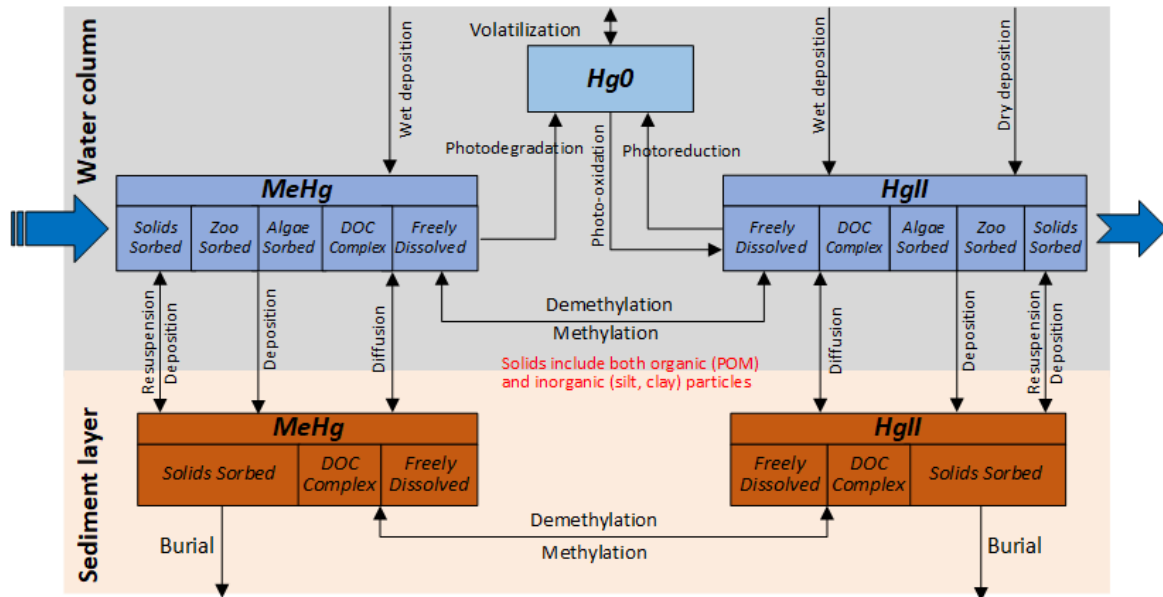 Water column
Volatilization
Hg0
Wet deposition
Wet deposition
Dry deposition
Photodegradation
Photo-oxidation
Photoreduction
MeHg
Solids
Sorbed
Zoo
Sorbed
Algae
Sorbed
DOC
Complex
Freely
Dissolved
HgII
Freely
Dissolved
DOC
Complex
Algae
Sorbed
Zoo
Sorbed
Solids
Sorbed
Resuspension
Deposition
Deposition
Diffusion
Demethylation
Methylation
Diffusion
Deposition
Resuspension
Deposition
Solids include both organic (POM)
and inorganic (silt, clay) particles
Sediment layer
MeHg
Solids Sorbed
DOC
Complex
Freely
Dissolved
HgII
Freely
Dissolved
DOC
Complex
Solids Sorbed
Demethylation
Methylation
Burial
Burial